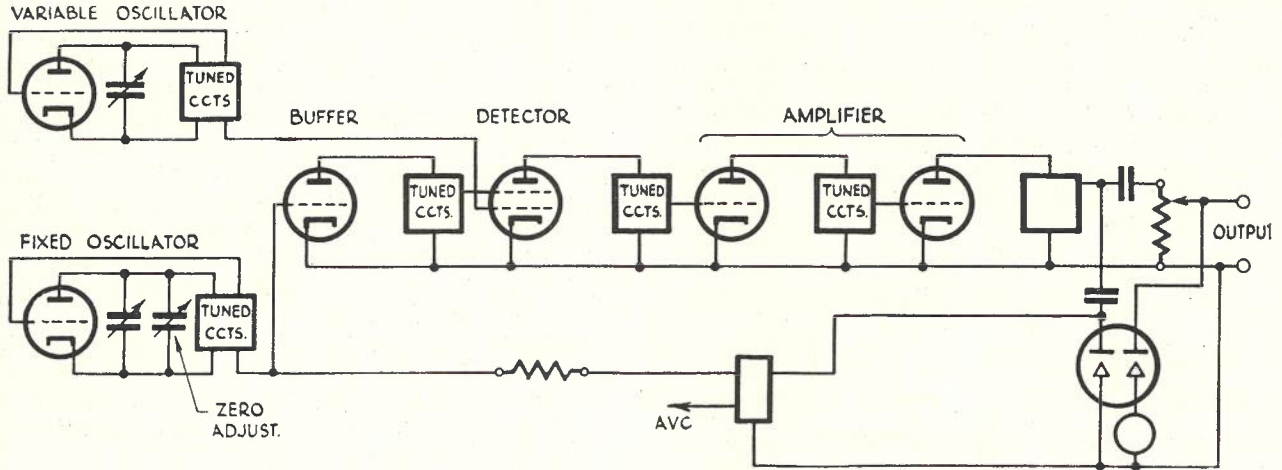 VARIABLE OSCILLATOR
TUNED
CCTS
BUFFER
DETECTOR
AMPLIFIER
TUNED
CCTS.
TUNED
CCTS.
TUNED
CCTS.
OUTPUT
FIXED OSCILLATOR
TUNED
CCTS.
ZERO
ADJUST.
AVC